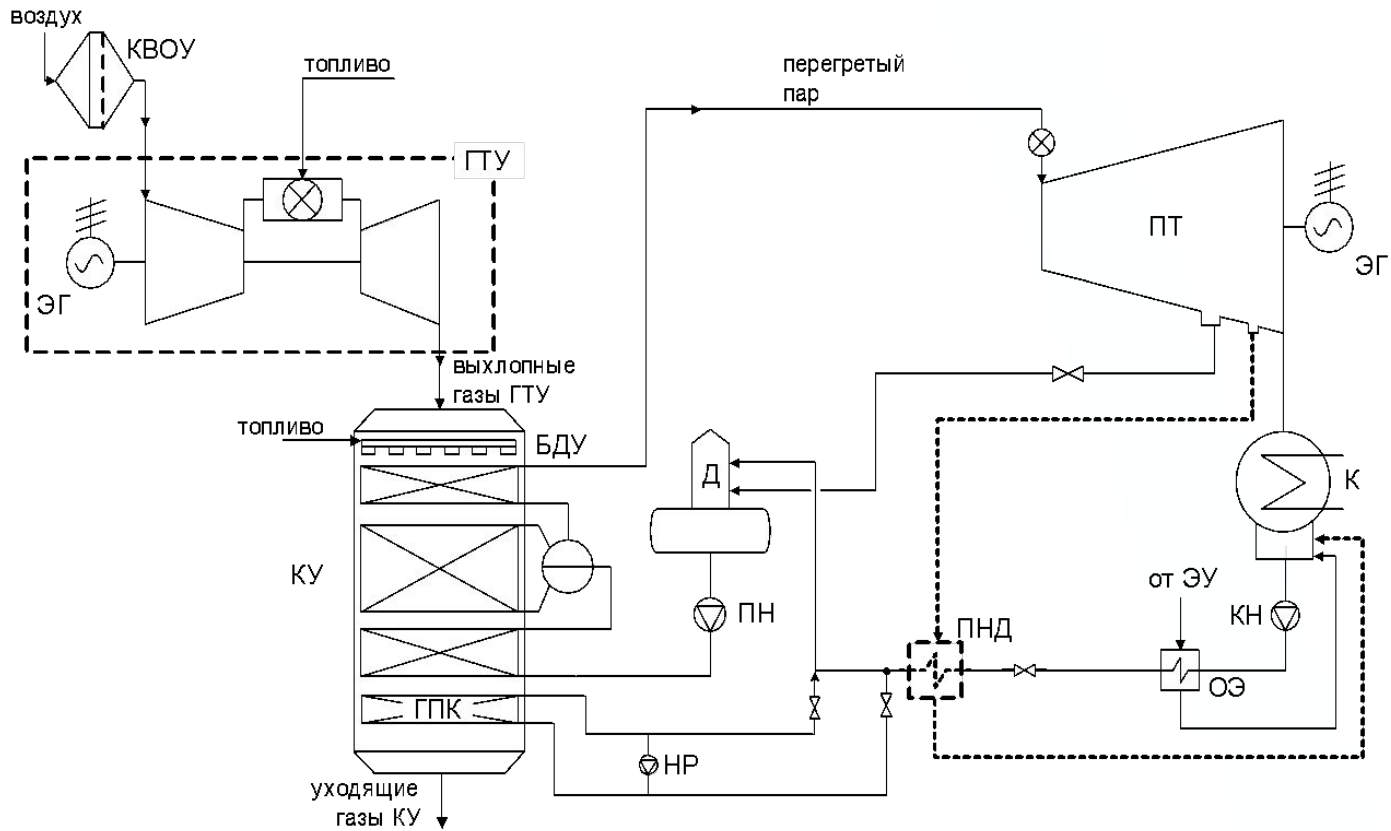 воздух
КВОУ
топливо
перегретый
пар
ГТУ
ПТ
ЭГ
ЭГ
выхлопные
газы ГТУ
топливо
БДУ
Д
К
КУ
от ЭУ
ПН
КН
ПНД
ОЭ
ГПК
НР
уходящие
газы КУ